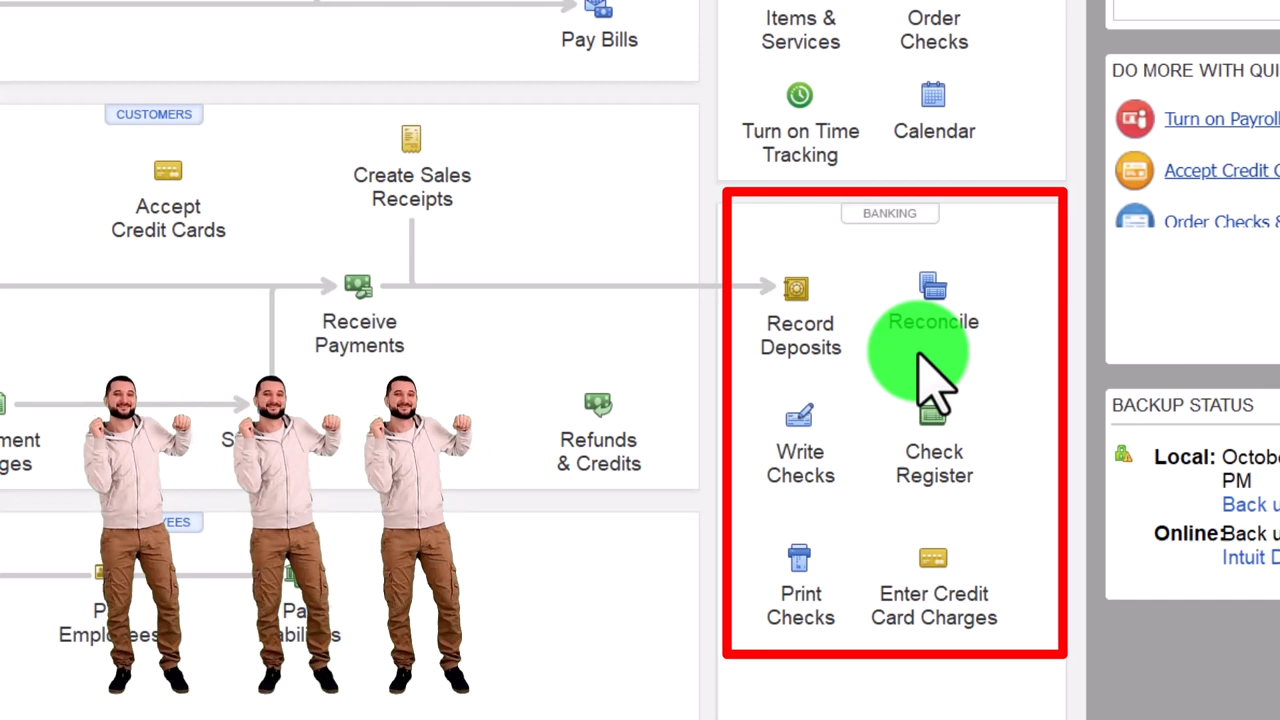 Pay Bills
Items &
Services
Order
Checks
Turn on Time
Tracking
Calendar
CUSTOMERS
Accept
Credit Cards
Create Sales
Receipts
Receive
Payments
Refunds
& Credits
BANKING
Record
Deposits
Reconcile
Write
Checks
Check
Register
Print
Checks
Enter Credit
Card Charges
DO MORE WITH
Turn on Payroll
Accept Credit
Order Checks &
BACKUP STATUS
Local:
PM
Back
Online:
Back
Intuit